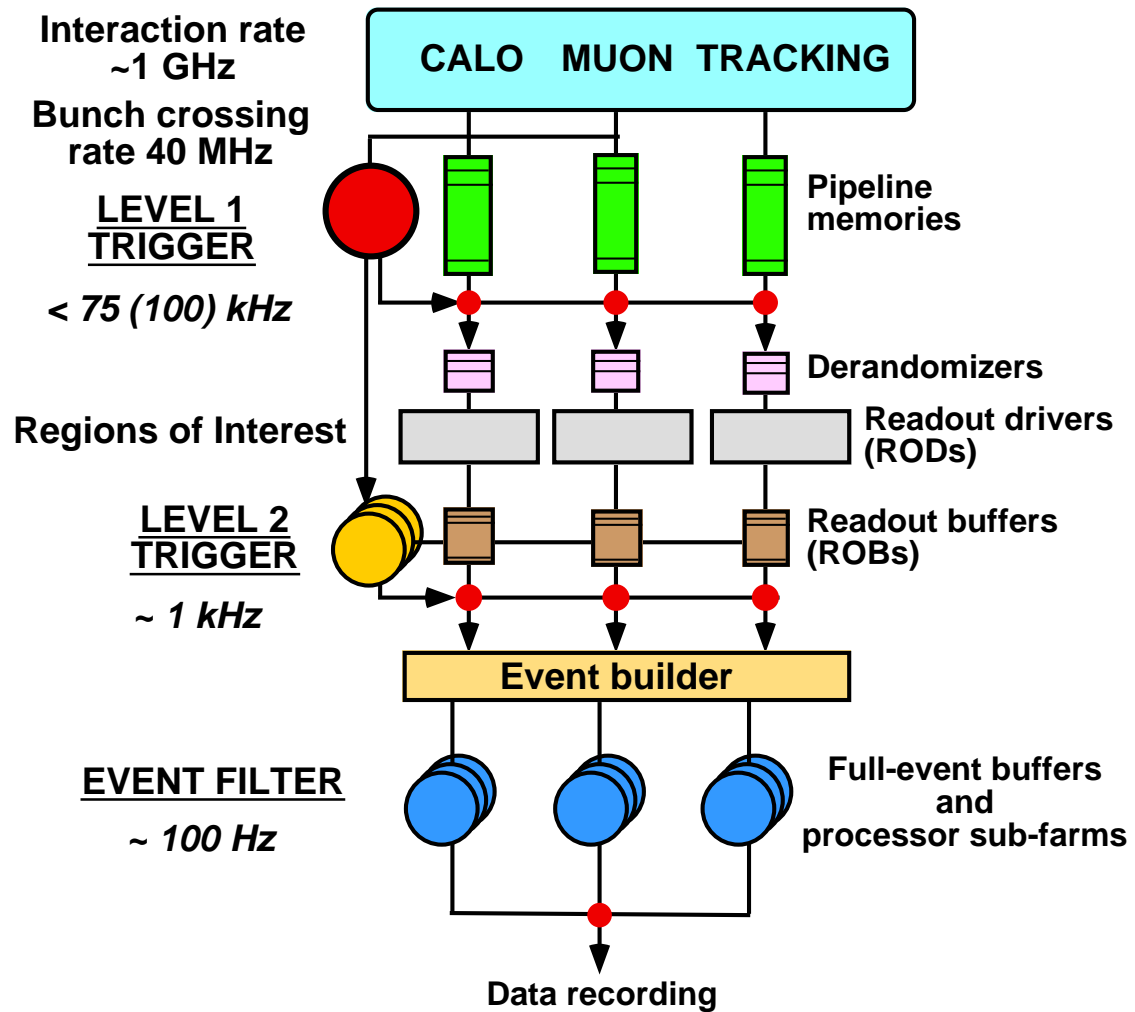 Interaction rate
~1 GHz
CALO MUON TRACKING
Bunch crossing
rate 40 MHz
LEVEL 1
TRIGGER
< 75 (100) kHz
Pipeline
memories
Derandomizers
Regions of Interest
Readout drivers
(RODs)
LEVEL 2
TRIGGER
~ 1 kHz
Readout buffers
(ROBs)
Event builder
EVENT FILTER
~ 100 Hz
Full-event buffers
and
processor sub-farms
Data recording